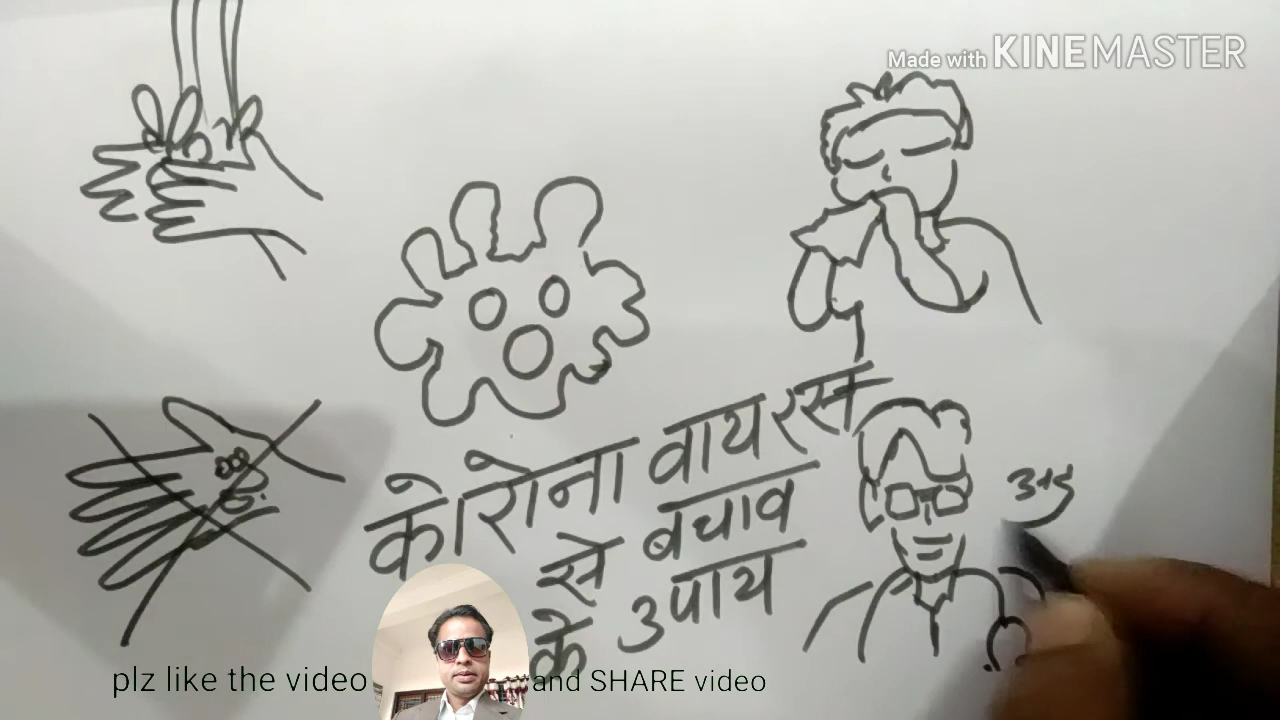 Made with KINEMASTER
कोरोना वायरस
से बचाव
के उपाय
plz like the video
and SHARE video